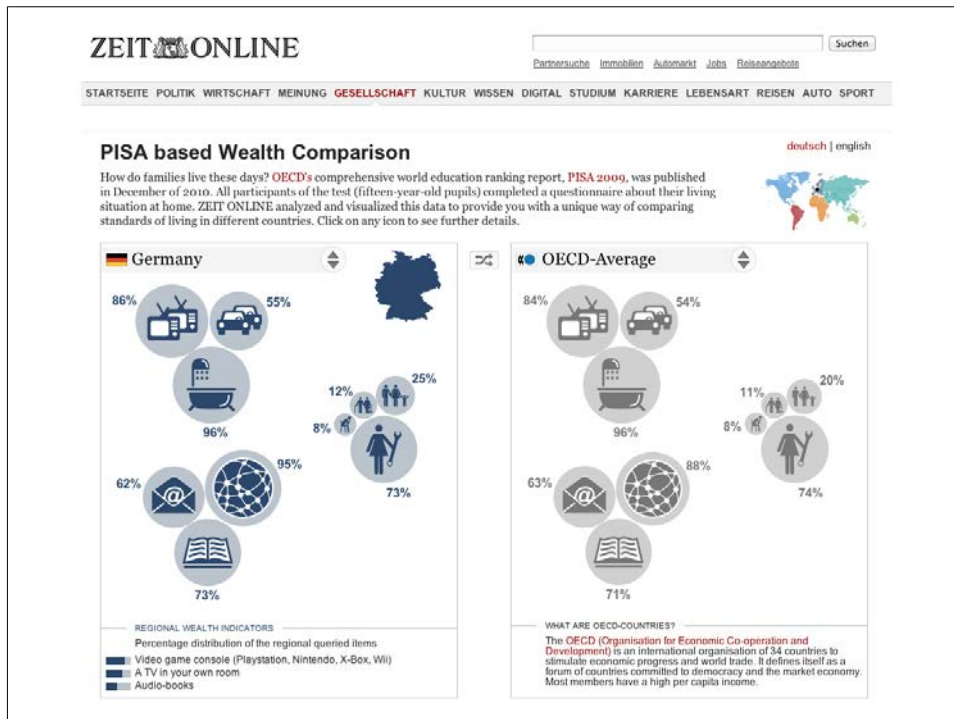 ZEIT ONLINE
Suchen
Partnersuche Immobilien Automarkt Jobs Reiseangebote
STARTSEITE POLITIK WIRTSCHAFT MEINUNG GESELLSCHAFT KULTUR WISSEN DIGITAL STUDIUM KARRIERE LEBENSART REISEN AUTO SPORT
PISA based Wealth Comparison
deutsch | english
How do families live these days? OECD's comprehensive world education ranking report, PISA 2009, was published
in December of 2010. All participants of the test (fifteen-year-old pupils) completed a questionnaire about their living
situation at home. ZEIT ONLINE analyzed and visualized this data to provide you with a unique way of comparing
standards of living in different countries. Click on any icon to see further details.
Germany
86%
55%
96%
25%
12%
8%
73%
95%
62%
@
73%
REGIONAL WEALTH INDICATORS
Percentage distribution of the regional queried items
Video game console (Playstation, Nintendo, X-Box, Wii)
A TV in your own room
Audio-books
OECD-Average
84%
54%
96%
20%
11%
8%
74%
88%
63%
@
71%
WHAT ARE OECD-COUNTRIES?
The OECD (Organisation for Economic Co-operation and
Development) is an international organisation of 34 countries to
stimulate economic progress and world trade. It defines itself as a
forum of countries committed to democracy and the market economy.
Most members have a high per capita income.